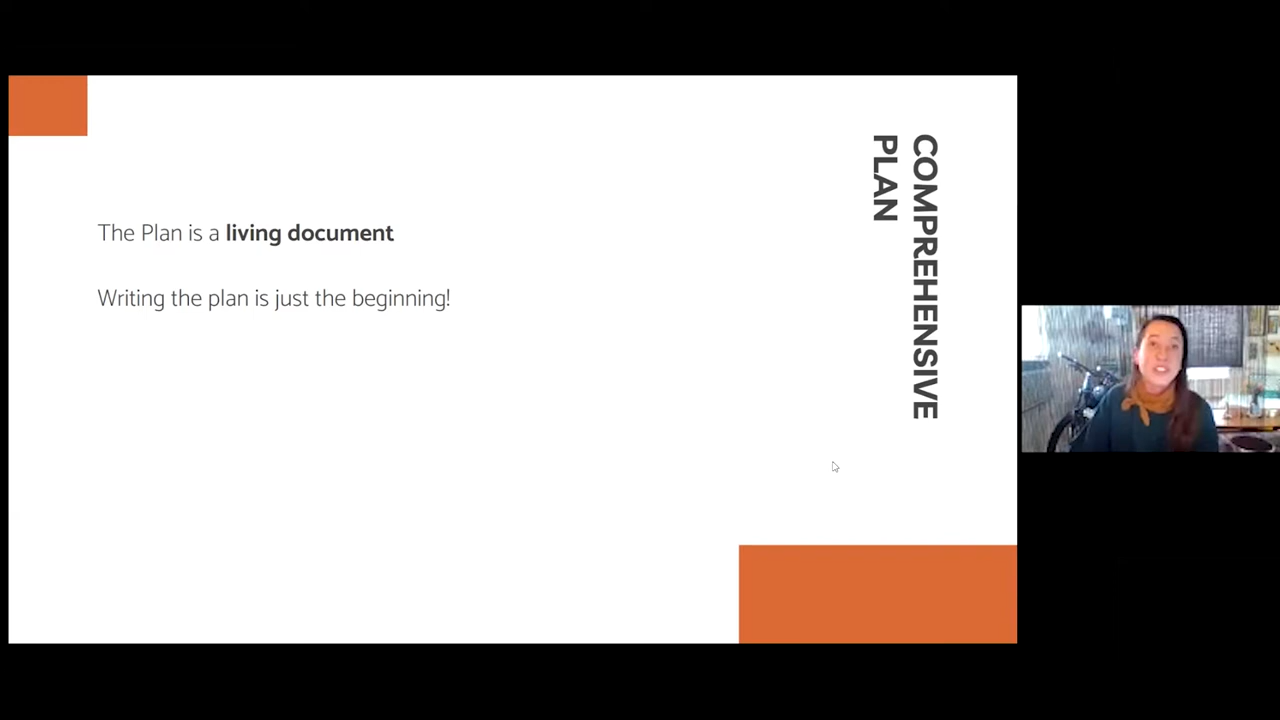 COMPREHENSIVE
PLAN
The Plan is a living document
Writing the plan is just the beginning!